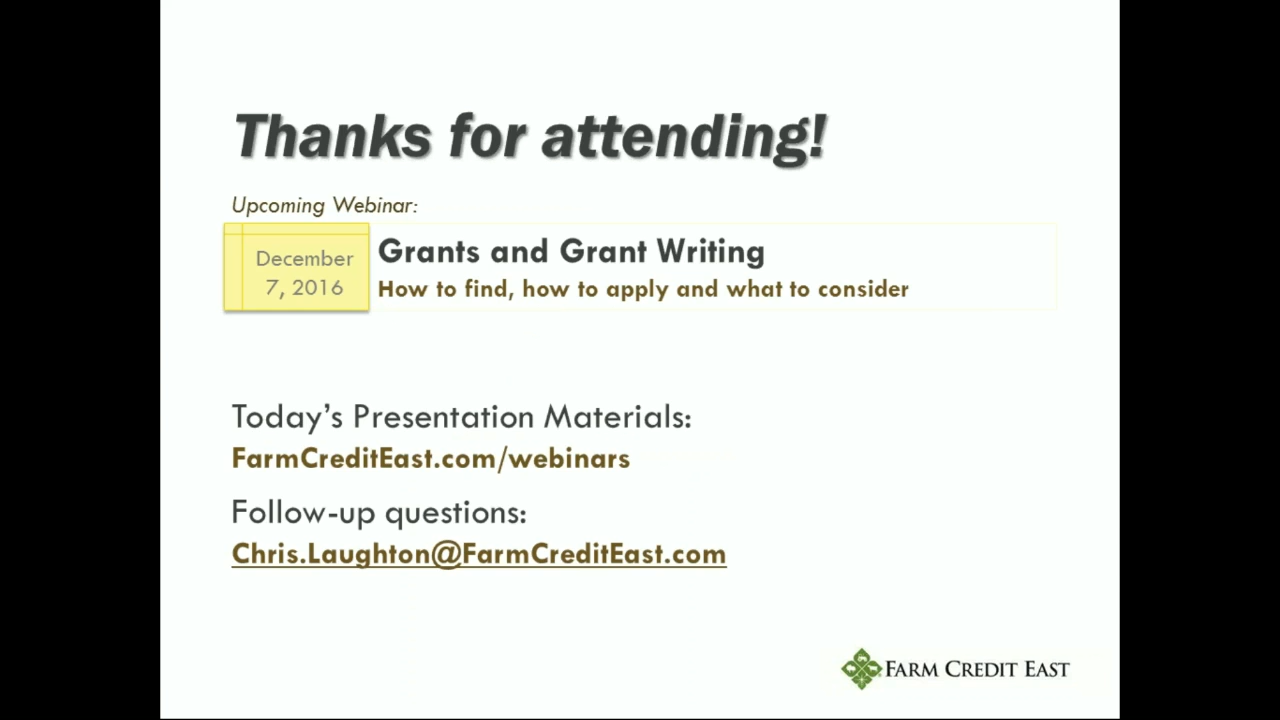 Thanks for attending!
Upcoming Webinar:
December
7, 2016
Grants and Grant Writing
How to find, how to apply and what to consider
Today’s Presentation Materials:
FarmCreditEast.com/webinars
Follow-up questions:
Chris.Laughton@FarmCreditEast.com
FARM CREDIT EAST